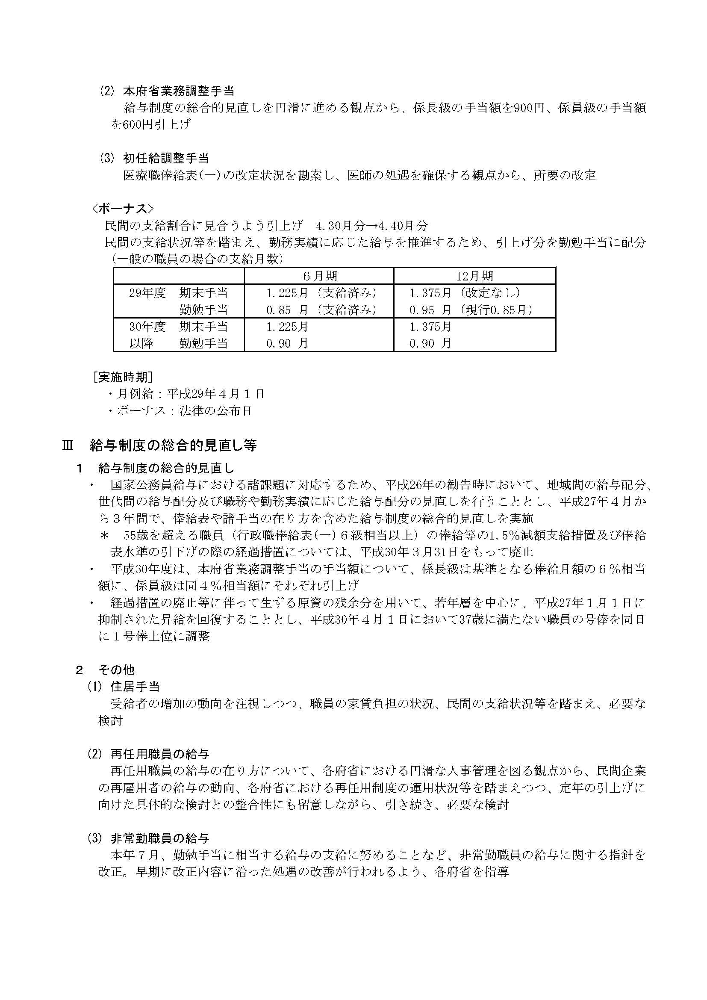 (2) 本府省業務調整手当
給与制度の総合的見直しを円滑に進める観点から、係長級の手当額を900円、係員級の手当額
を600円引上げ
(3) 初任給調整手当
医療職俸給表(一)の改定状況を勘案し、医師の処遇を確保する観点から、所要の改定
<ボーナス>
民間の支給割合に見合うよう引上げ　4.30月分→4.40月分
民間の支給状況等を踏まえ、勤務実績に応じた給与を推進するため、引上げ分を勤勉手当に配分
（一般の職員の場合の支給月数）
６月期　12月期
29年度　期末手当　1.225月（支給済み）　1.375月（改定なし）
勤勉手当　0.85 月（支給済み）　0.95 月（現行0.85月）
30年度　期末手当　1.225月　1.375月
以降　勤勉手当　0.90 月　0.90 月
[実施時期]
・月例給：平成29年４月１日
・ボーナス：法律の公布日
Ⅲ　給与制度の総合的見直し等
１　給与制度の総合的見直し
・　国家公務員給与における諸課題に対応するため、平成26年の勧告時において、地域間の給与配分、
世代間の給与配分及び職務や勤務実績に応じた給与配分の見直しを行うこととし、平成27年４月か
ら３年間で、俸給表や諸手当の在り方を含めた給与制度の総合的見直しを実施
＊　55歳を超える職員（行政職俸給表(一)６級相当以上）の俸給等の1.5％減額支給措置及び俸給
表水準の引下げの際の経過措置については、平成30年３月31日をもって廃止
・　平成30年度は、本府省業務調整手当の手当額について、係長級は基準となる俸給月額の６％相当
額に、係員級は同４％相当額にそれぞれ引上げ
・　経過措置の廃止等に伴って生ずる原資の残余分を用いて、若年層を中心に、平成27年１月１日に
抑制された昇給を回復することとし、平成30年４月１日において37歳に満たない職員の号俸を同日
に１号俸上位に調整
２　その他
(1) 住居手当
受給者の増加の動向を注視しつつ、職員の家賃負担の状況、民間の支給状況等を踏まえ、必要な
検討
(2) 再任用職員の給与
再任用職員の給与の在り方について、各府省における円滑な人事管理を図る観点から、民間企業
の再雇用者の給与の動向、各府省における再任用制度の運用状況等を踏まえつつ、定年の引上げに
向けた具体的な検討との整合性にも留意しながら、引き続き、必要な検討
(3) 非常勤職員の給与
本年７月、勤勉手当に相当する給与の支給に努めることなど、非常勤職員の給与に関する指針を
改正。早期に改正内容に沿った処遇の改善が行われるよう、各府省を指導